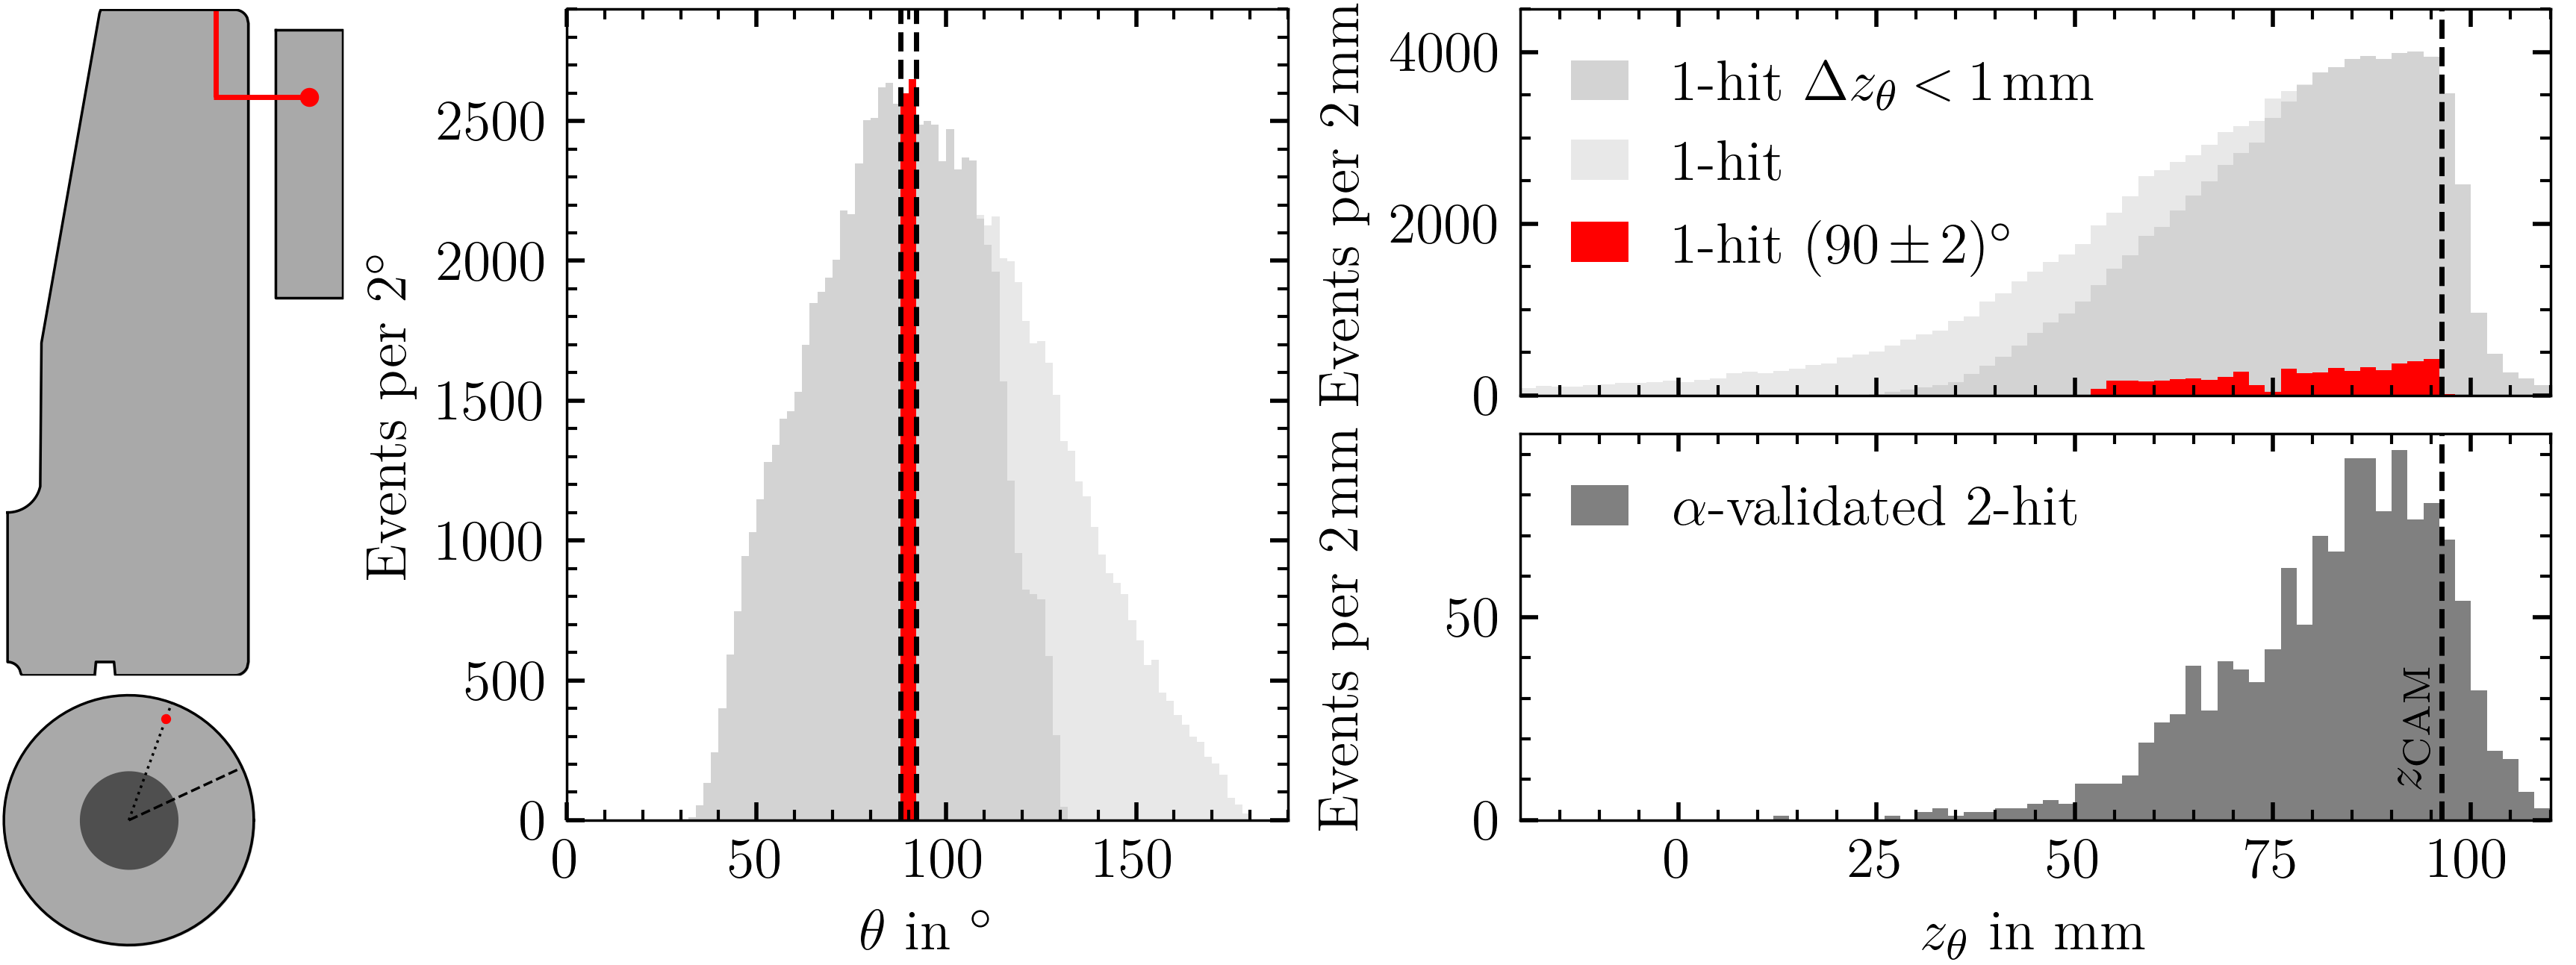 Events per 2°
2500
2000
1500
1000
500
0
0 50 100 150
θ in °
Events per 2 mm
4000
2000
0
1-hit Δz_θ < 1 mm
1-hit
1-hit (90 ± 2)°
Events per 2 mm
50
0
α-validated 2-hit
z_CAM
0 25 50 75 100
z_θ in mm